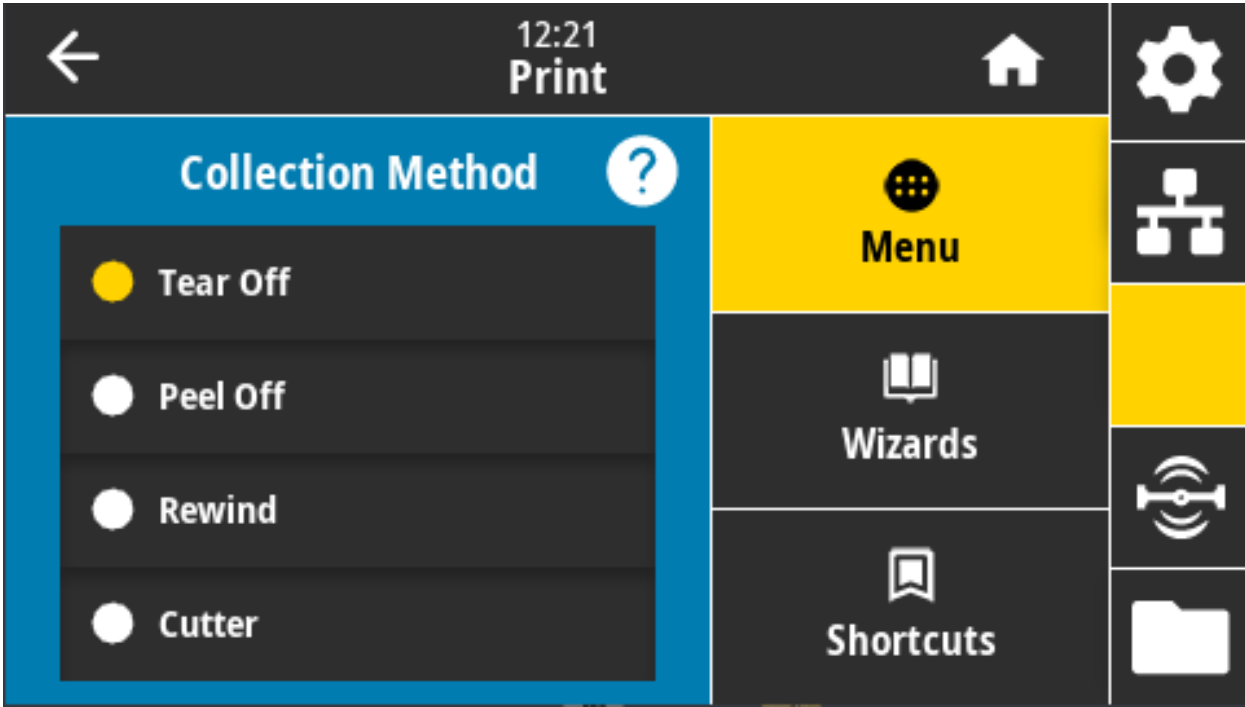 12:21
Print
Collection Method
?
Tear Off
Peel Off
Rewind
Cutter
Menu
Wizards
Shortcuts